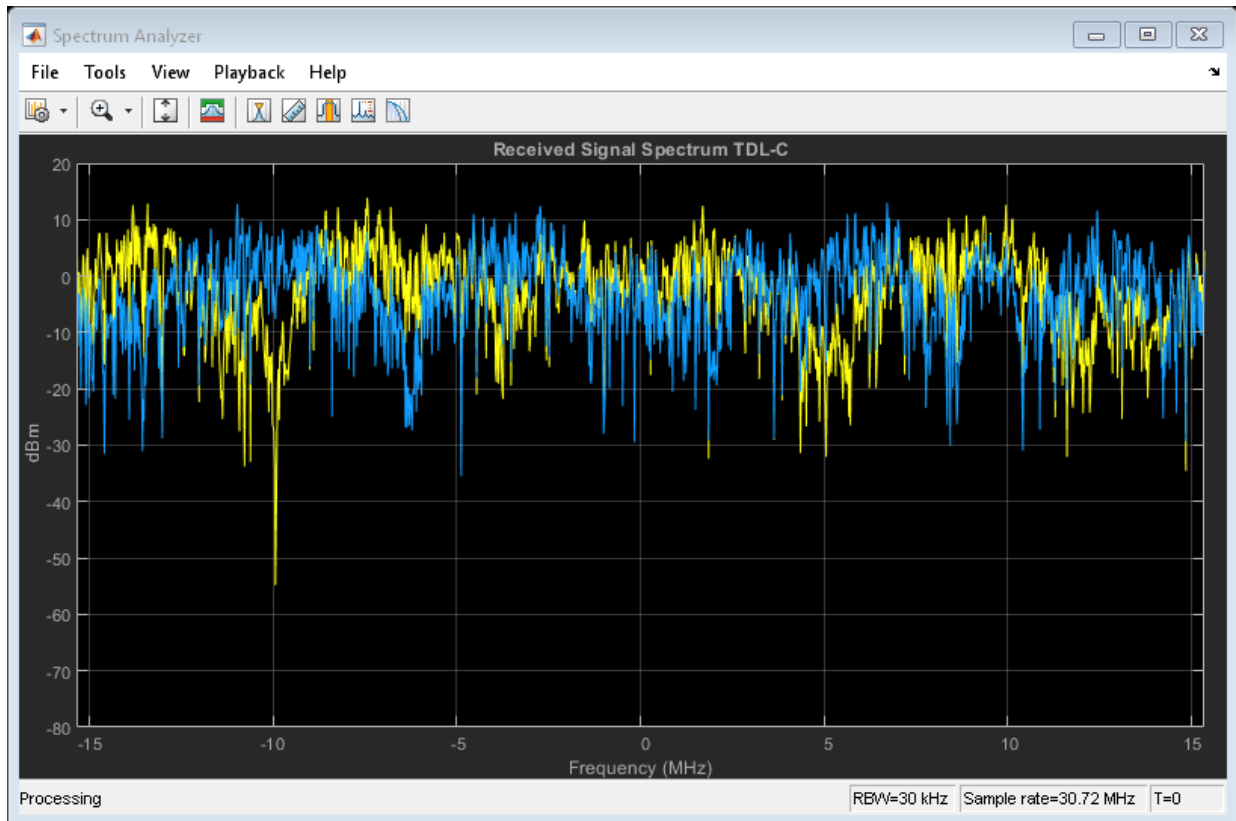 Spectrum Analyzer
File Tools View Playback Help
Received Signal Spectrum TDL-C
20
10
0
-10
-20
-30
-40
-50
-60
-70
-80
dBm
-15 -10 -5 0 5 10 15
Frequency (MHz)
Processing RBW=30 kHz Sample rate=30.72 MHz T=0